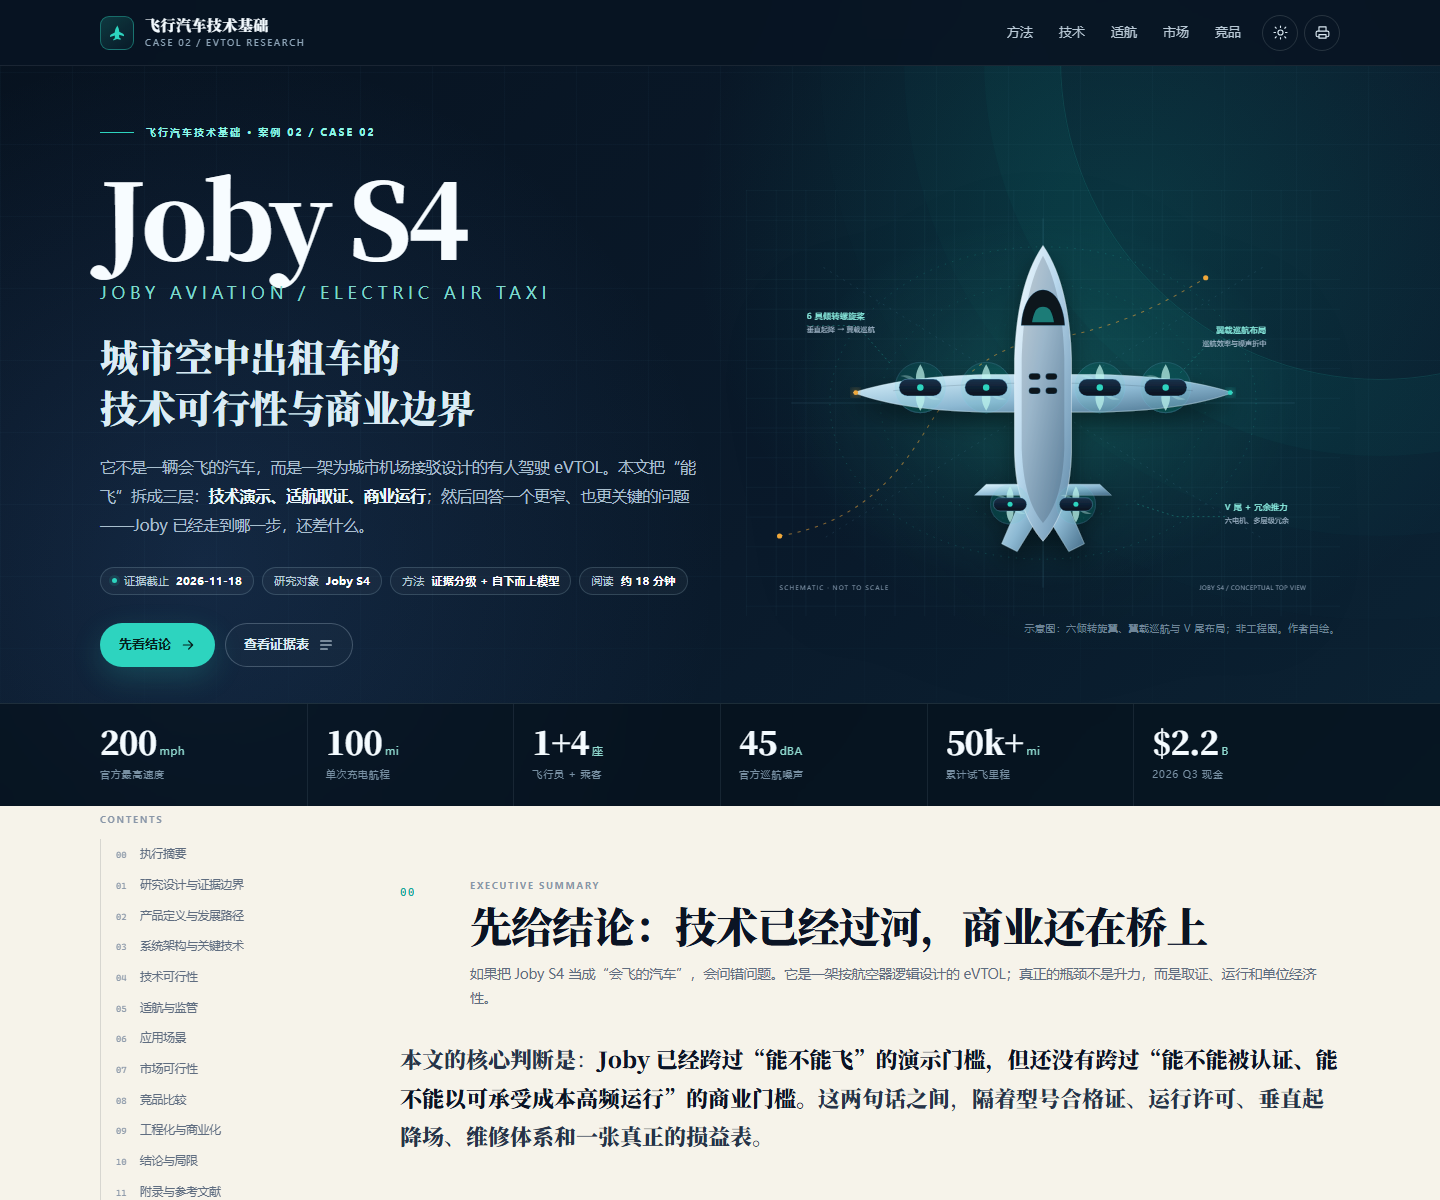 飞行汽车技术基础
CASE 02 / EVTOL RESEARCH
方法
技术
适航
市场
竞品
飞行汽车技术基础 • 案例 02 / CASE 02
Joby S4
JOBY AVIATION / ELECTRIC AIR TAXI
城市空中出租车的
技术可行性与商业边界
它不是一辆会飞的汽车，而是一架为城市机场接驳设计的有人驾驶 eVTOL。本文把“能
飞”拆成三层：技术演示、适航取证、商业运行；然后回答一个更窄、也更关键的问题
——Joby 已经走到哪一步，还差什么。
证据截止 2026-11-18
研究对象 Joby S4
方法 证据分级 + 自下而上模型
阅读 约 18 分钟
先看结论 →
查看证据表
6 具倾转螺旋桨
垂直起降 → 翼载巡航
翼载巡航布局
巡航效率与噪声折中
V 尾 + 冗余推力
六电机、多层级冗余
SCHEMATIC · NOT TO SCALE
JOBY S4 / CONCEPTUAL TOP VIEW
示意图：六倾转旋翼、翼载巡航与 V 尾布局；非工程图。作者自绘。
200 mph
官方最高速度
100 mi
单次充电航程
1+4 座
飞行员 + 乘客
45 dBA
官方巡航噪声
50k+ mi
累计试飞里程
$2.2 B
2026 Q3 现金
CONTENTS
00 执行摘要
01 研究设计与证据边界
02 产品定义与发展路径
03 系统架构与关键技术
04 技术可行性
05 适航与监管
06 应用场景
07 市场可行性
08 竞品比较
09 工程化与商业化
10 结论与局限
11 附录与参考文献
00
EXECUTIVE SUMMARY
先给结论：技术已经过河，商业还在桥上
如果把 Joby S4 当成“会飞的汽车”，会问错问题。它是一架按航空器逻辑设计的 eVTOL；真正的瓶颈不是升力，而是取证、运行和单位经济
性。
本文的核心判断是：Joby 已经跨过“能不能飞”的演示门槛，但还没有跨过“能不能被认证、能
不能以可承受成本高频运行”的商业门槛。这两句话之间，隔着型号合格证、运行许可、垂直起
降场、维修体系和一张真正的损益表。